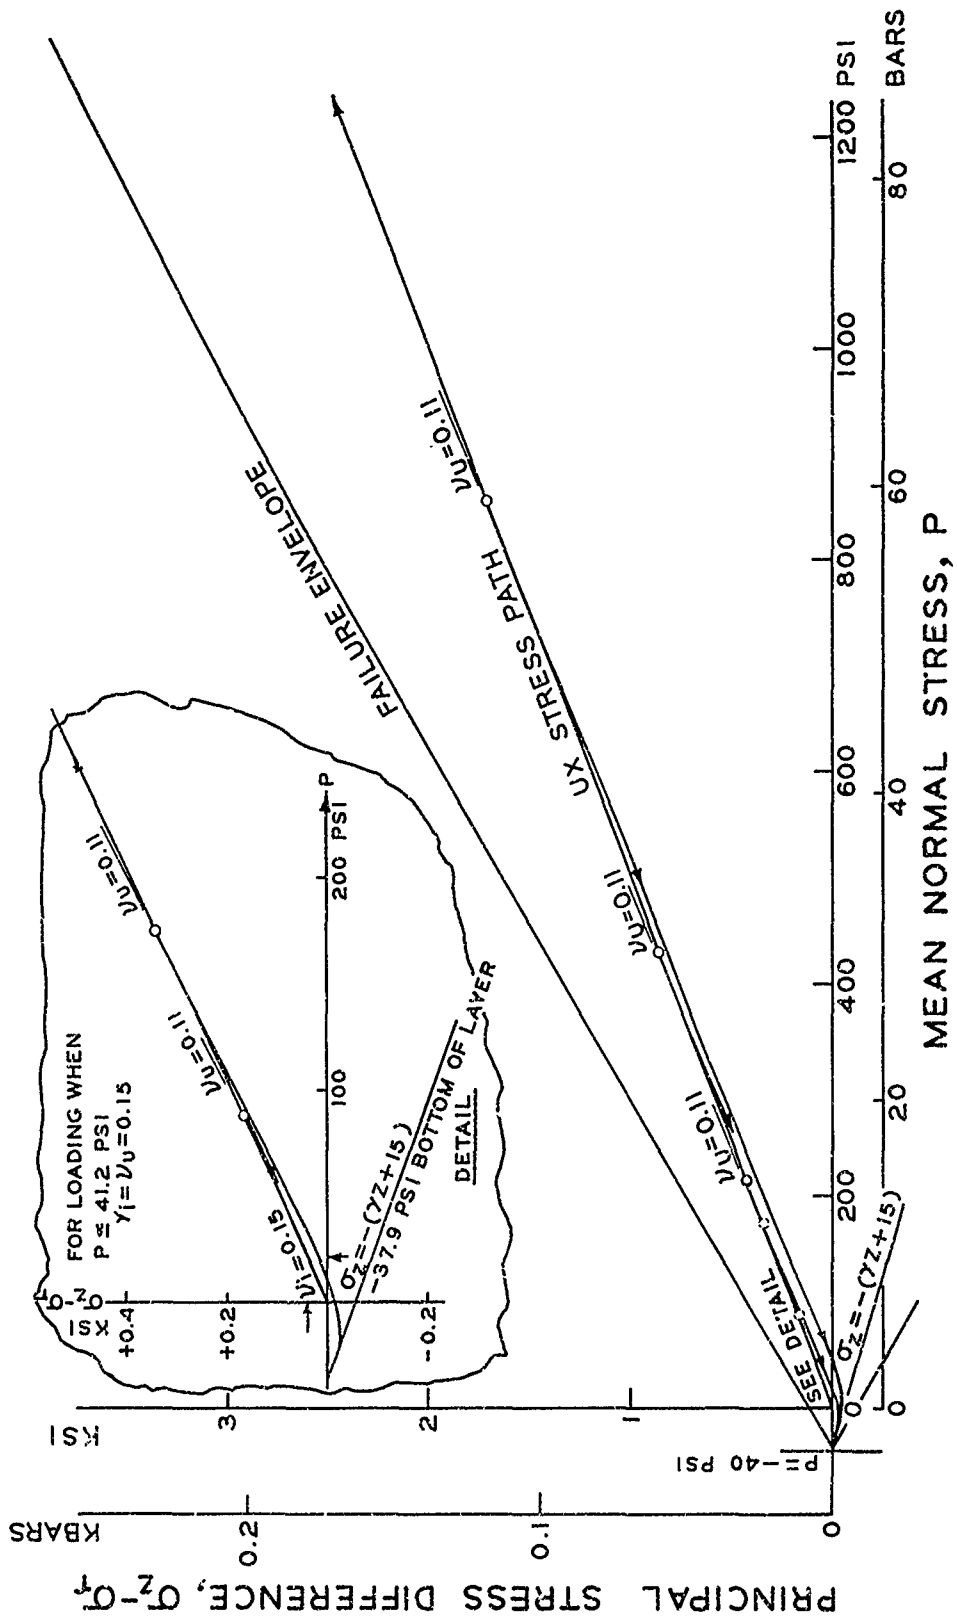 PRINCIPAL STRESS DIFFERENCE, σz-σr
KBARS
0.2
0.1
0
KSI
3
2
1
P=-40 PSI
FOR LOADING WHEN
P ≤ 41.2 PSI
γi=νu=0.15
σz-σr
KSI
+0.4
+0.2
-0.2
νi=0.15
νu=0.11
νu=0.11
100
200 PSI
P
σz=-(γz+15)
-37.9 PSI BOTTOM OF LAYER
DETAIL
FAILURE ENVELOPE
UX STRESS PATH
νu=0.11
νu=0.11
νu=0.11
SEE DETAIL
σz=-(γz+15)
0
200
400
600
800
1000
1200 PSI
0
20
40
60
80
BARS
MEAN NORMAL STRESS, P